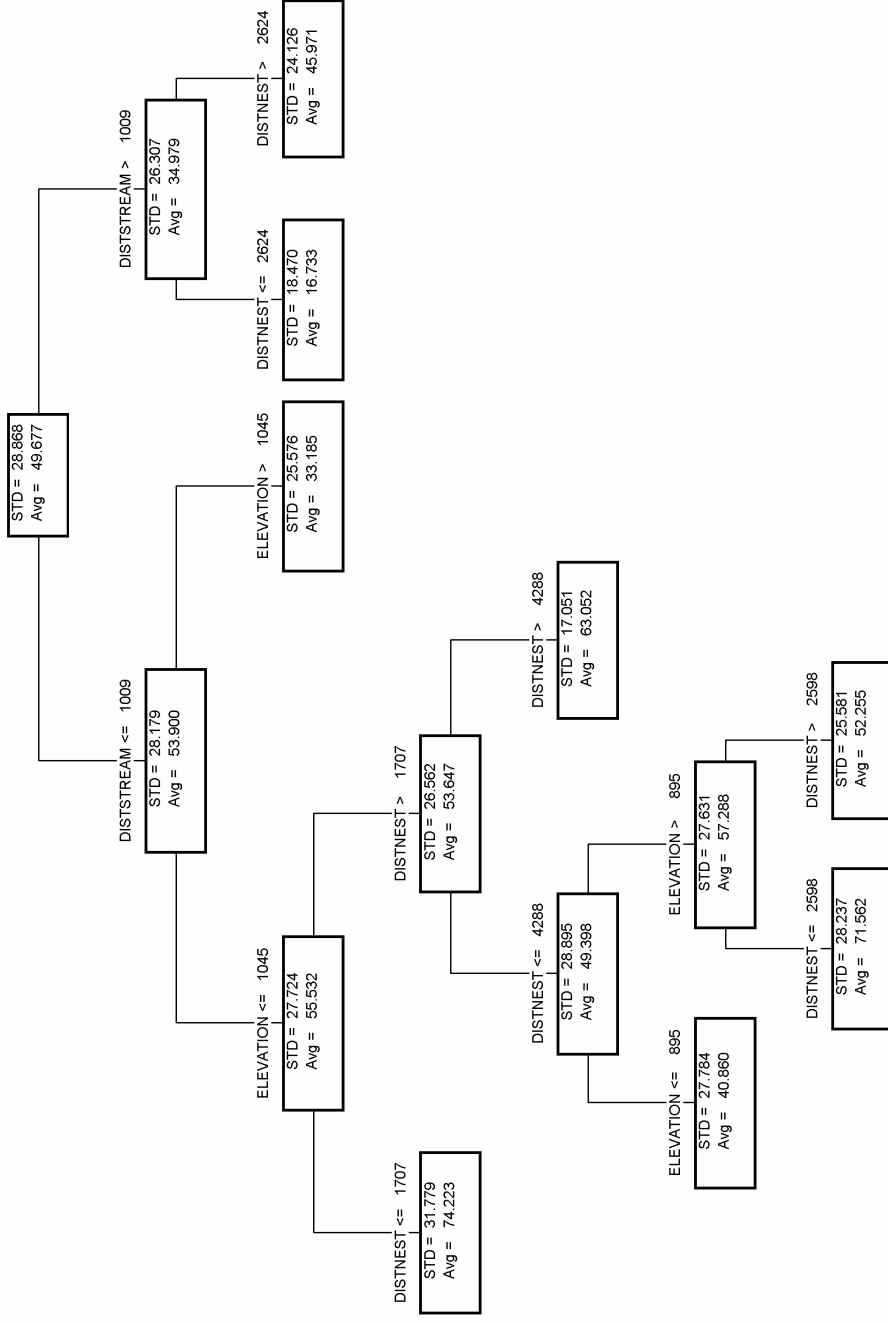 STD = 28.868
Avg = 49.677
DISTSTREAM <= 1009
STD = 28.179
Avg = 53.900
DISTSTREAM > 1009
STD = 26.307
Avg = 34.979
ELEVATION <= 1045
STD = 27.724
Avg = 55.532
ELEVATION > 1045
STD = 25.576
Avg = 33.185
DISTNEST <= 2624
STD = 18.470
Avg = 16.733
DISTNEST > 2624
STD = 24.126
Avg = 45.971
DISTNEST <= 1707
STD = 31.779
Avg = 74.223
DISTNEST > 1707
STD = 26.562
Avg = 53.647
DISTNEST <= 4288
STD = 28.895
Avg = 49.398
DISTNEST > 4288
STD = 17.051
Avg = 63.052
ELEVATION <= 895
STD = 27.784
Avg = 40.860
ELEVATION > 895
STD = 27.631
Avg = 57.288
DISTNEST <= 2598
STD = 28.237
Avg = 71.562
DISTNEST > 2598
STD = 25.581
Avg = 52.255